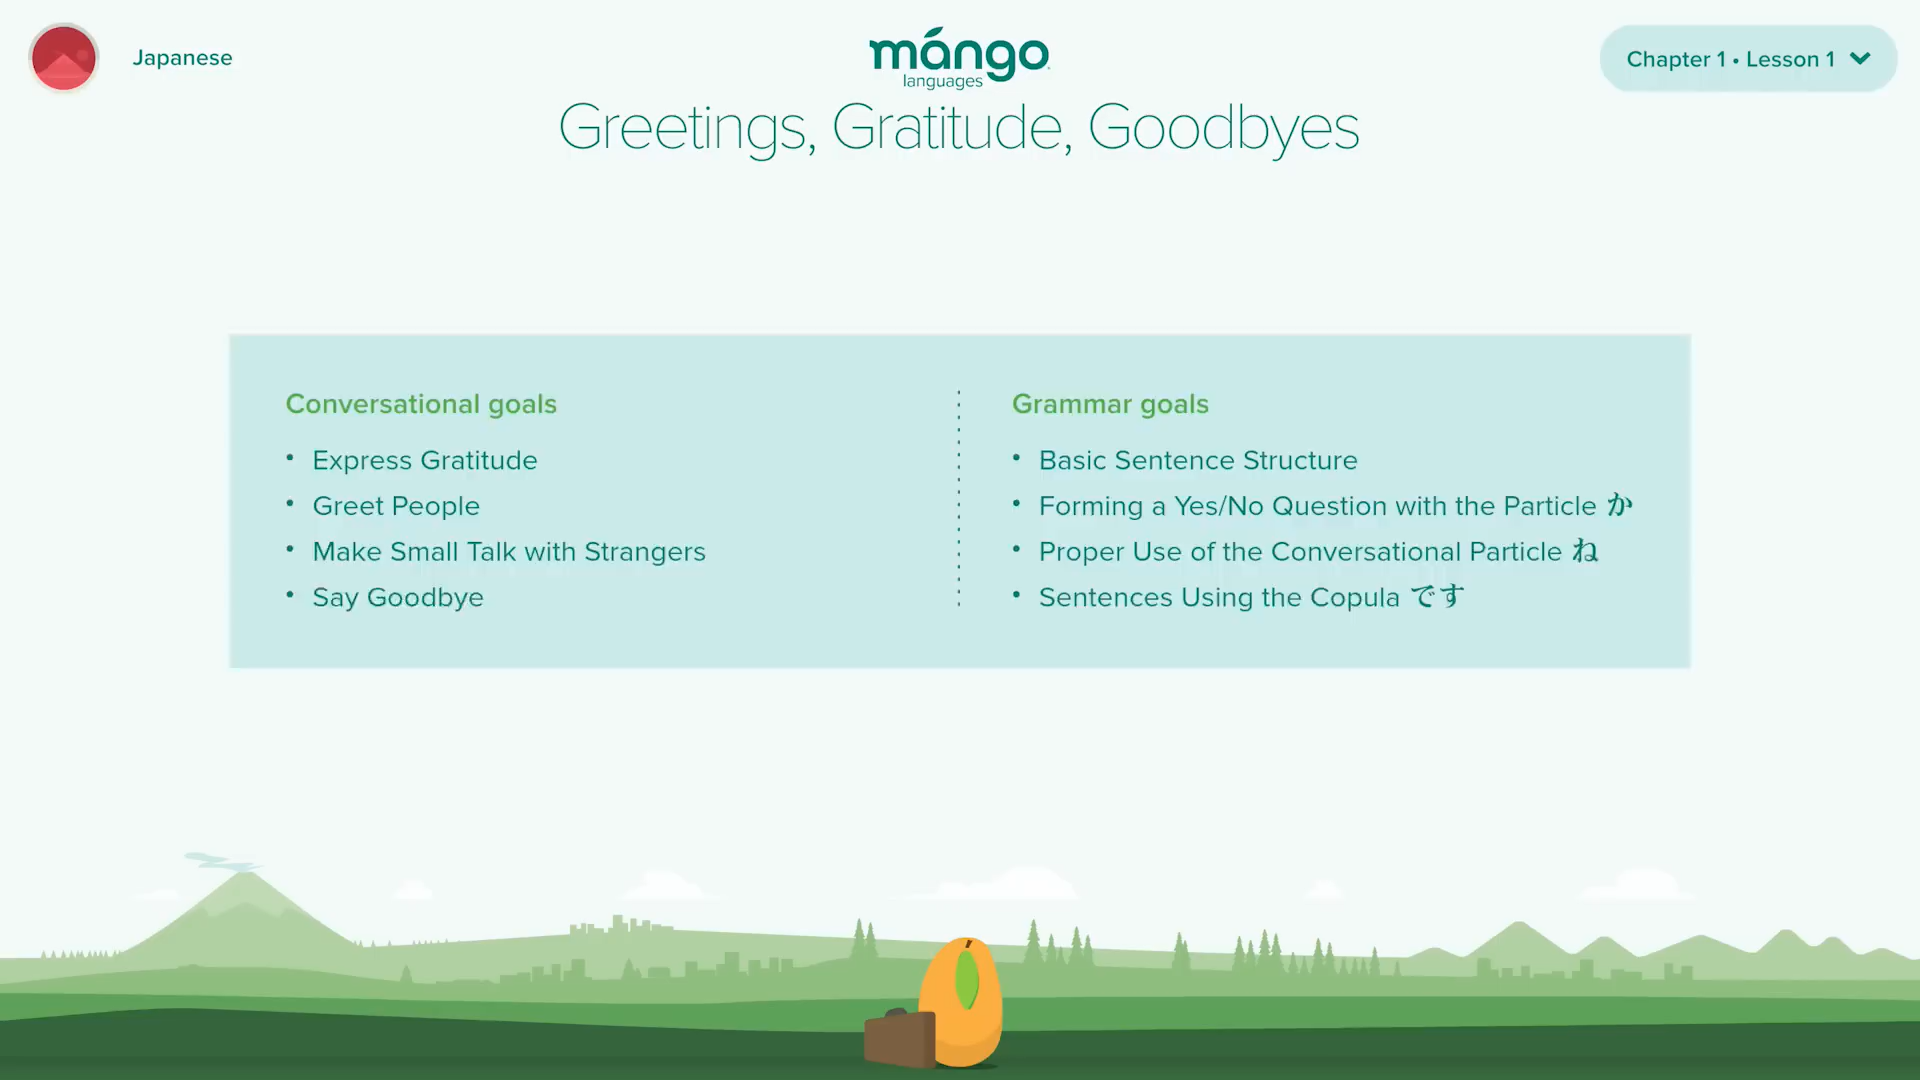 Japanese
mángo
languages
Chapter 1 • Lesson 1
Greetings, Gratitude, Goodbyes
Conversational goals
• Express Gratitude
• Greet People
• Make Small Talk with Strangers
• Say Goodbye
Grammar goals
• Basic Sentence Structure
• Forming a Yes/No Question with the Particle か
• Proper Use of the Conversational Particle ね
• Sentences Using the Copula です